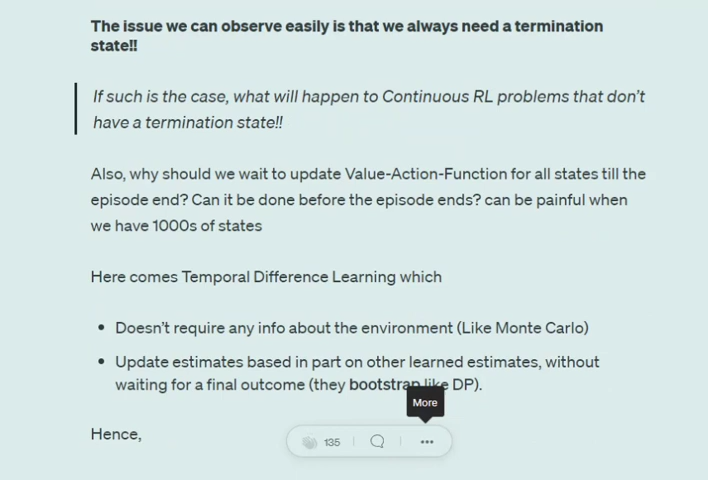 The issue we can observe easily is that we always need a termination
state!!
If such is the case, what will happen to Continuous RL problems that don't
have a termination state!!
Also, why should we wait to update Value-Action-Function for all states till the
episode end? Can it be done before the episode ends? can be painful when
we have 1000s of states
Here comes Temporal Difference Learning which
• Doesn't require any info about the environment (Like Monte Carlo)
• Update estimates based in part on other learned estimates, without
waiting for a final outcome (they bootstrap like DP).
More
Hence,
135